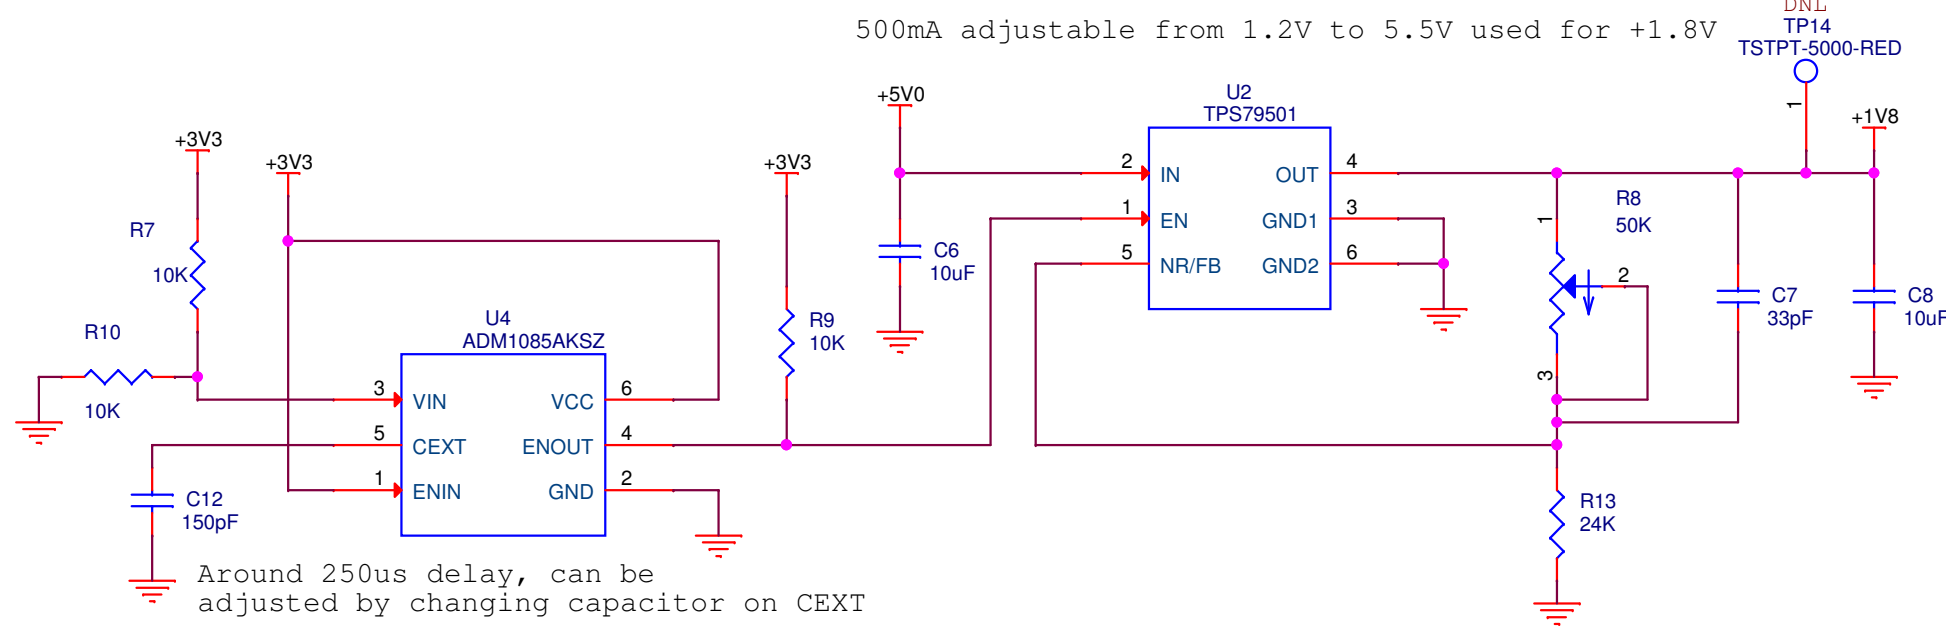 DNL
500mA adjustable from 1.2V to 5.5V used for +1.8V
TP14
TSTPT-5000-RED
1
+1V8
+5V0
U2
TPS79501
2
IN
OUT
4
1
EN
GND1
3
5
NR/FB
GND2
6
C6
10uF
R8
50K
1
2
3
C7
33pF
C8
10uF
R13
24K
+3V3
+3V3
+3V3
R7
10K
R10
10K
U4
ADM1085AKSZ
R9
10K
3
VIN
VCC
6
5
CEXT
ENOUT
4
1
ENIN
GND
2
C12
150pF
Around 250us delay, can be
adjusted by changing capacitor on CEXT